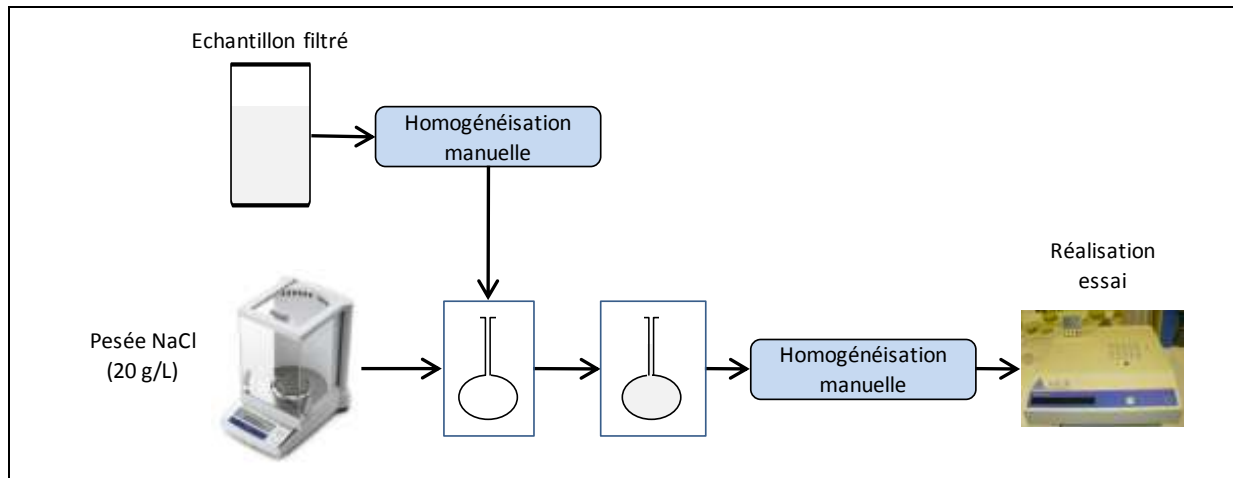 Echantillon filtré
Homogénéisation
manuelle
Réalisation
essai
Pesée NaCl
(20 g/L)
Homogénéisation
manuelle